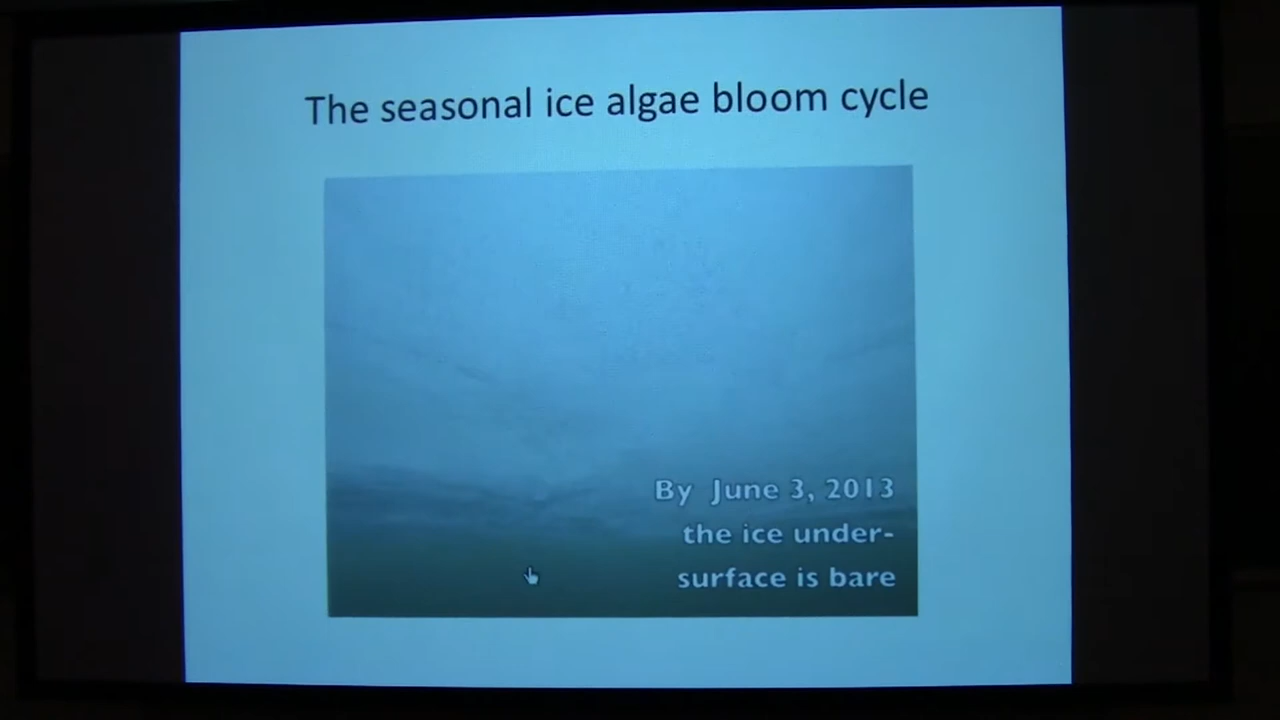 The seasonal ice algae bloom cycle
By June 3, 2013
the ice under-
surface is bare